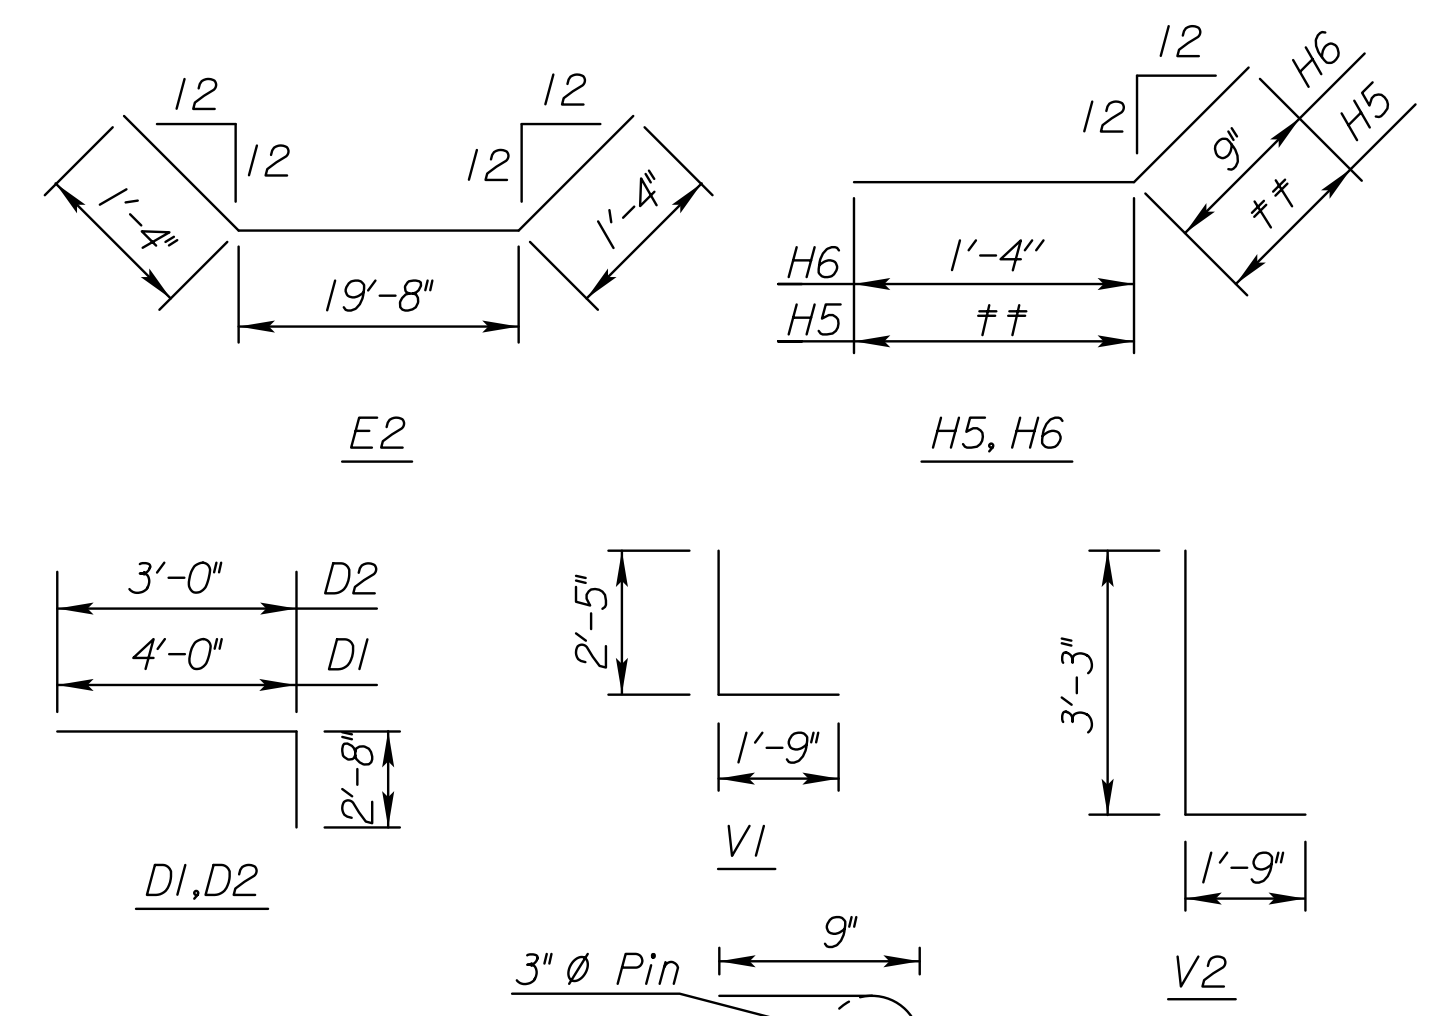 12
12
1'-4"
12
12
1'-4"
19'-8"
E2
12
12
H6
H5
9"
‡ ‡
H6
1'-4"
H5
‡ ‡
H5, H6
3'-0"
D2
4'-0"
D1
2'-8"
D1,D2
2'-5"
1'-9"
V1
3'-3"
1'-9"
V2
9"
3" Ø Pin